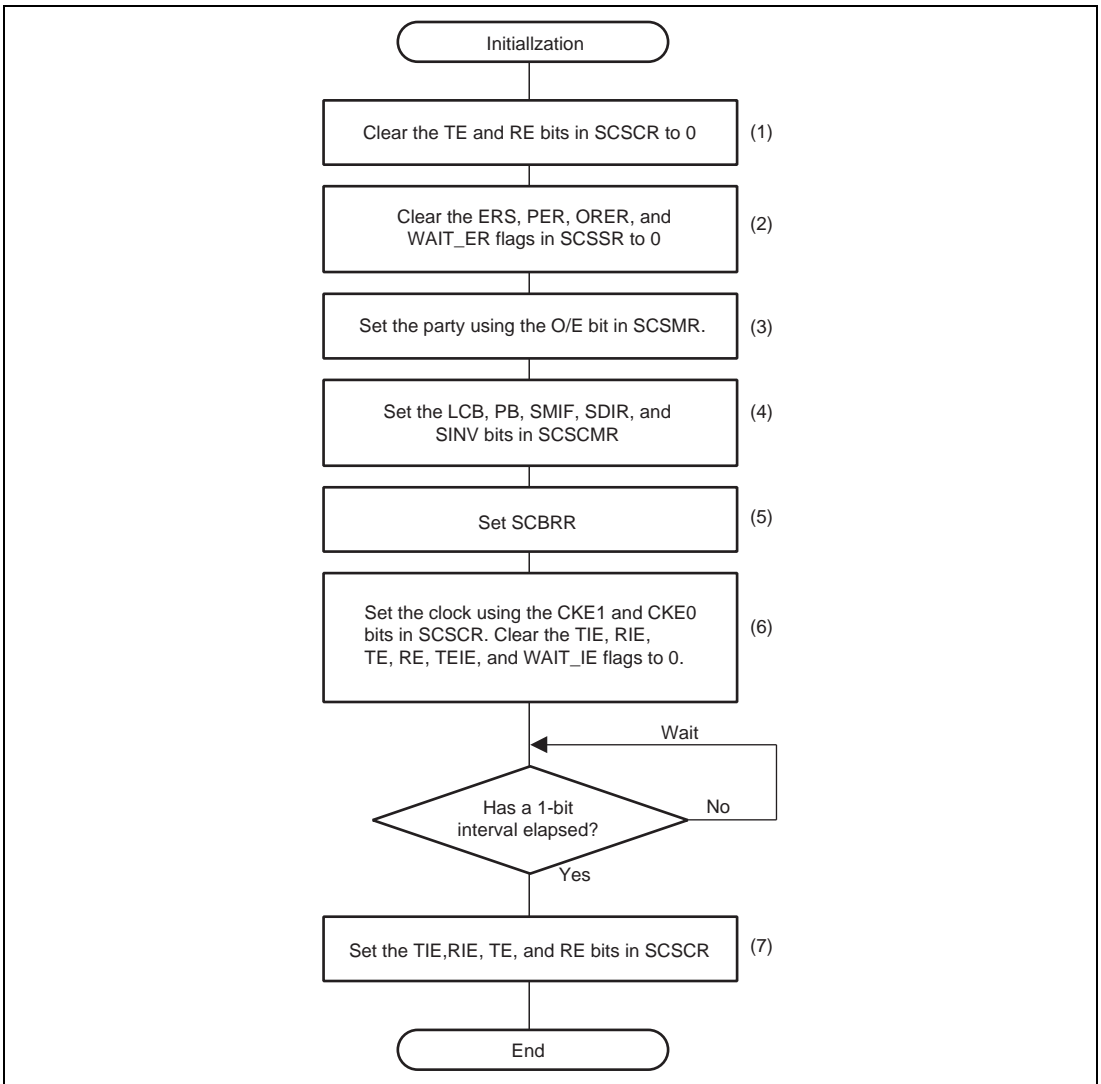 Initiallzation
Clear the TE and RE bits in SCSCR to 0
(1)
Clear the ERS, PER, ORER, and
WAIT_ER flags in SCSSR to 0
(2)
Set the party using the O/E bit in SCSMR.
(3)
Set the LCB, PB, SMIF, SDIR, and
SINV bits in SCSCMR
(4)
Set SCBRR
(5)
Set the clock using the CKE1 and CKE0
bits in SCSCR. Clear the TIE, RIE,
TE, RE, TEIE, and WAIT_IE flags to 0.
(6)
Wait
Has a 1-bit
interval elapsed?
No
Yes
Set the TIE,RIE, TE, and RE bits in SCSCR
(7)
End